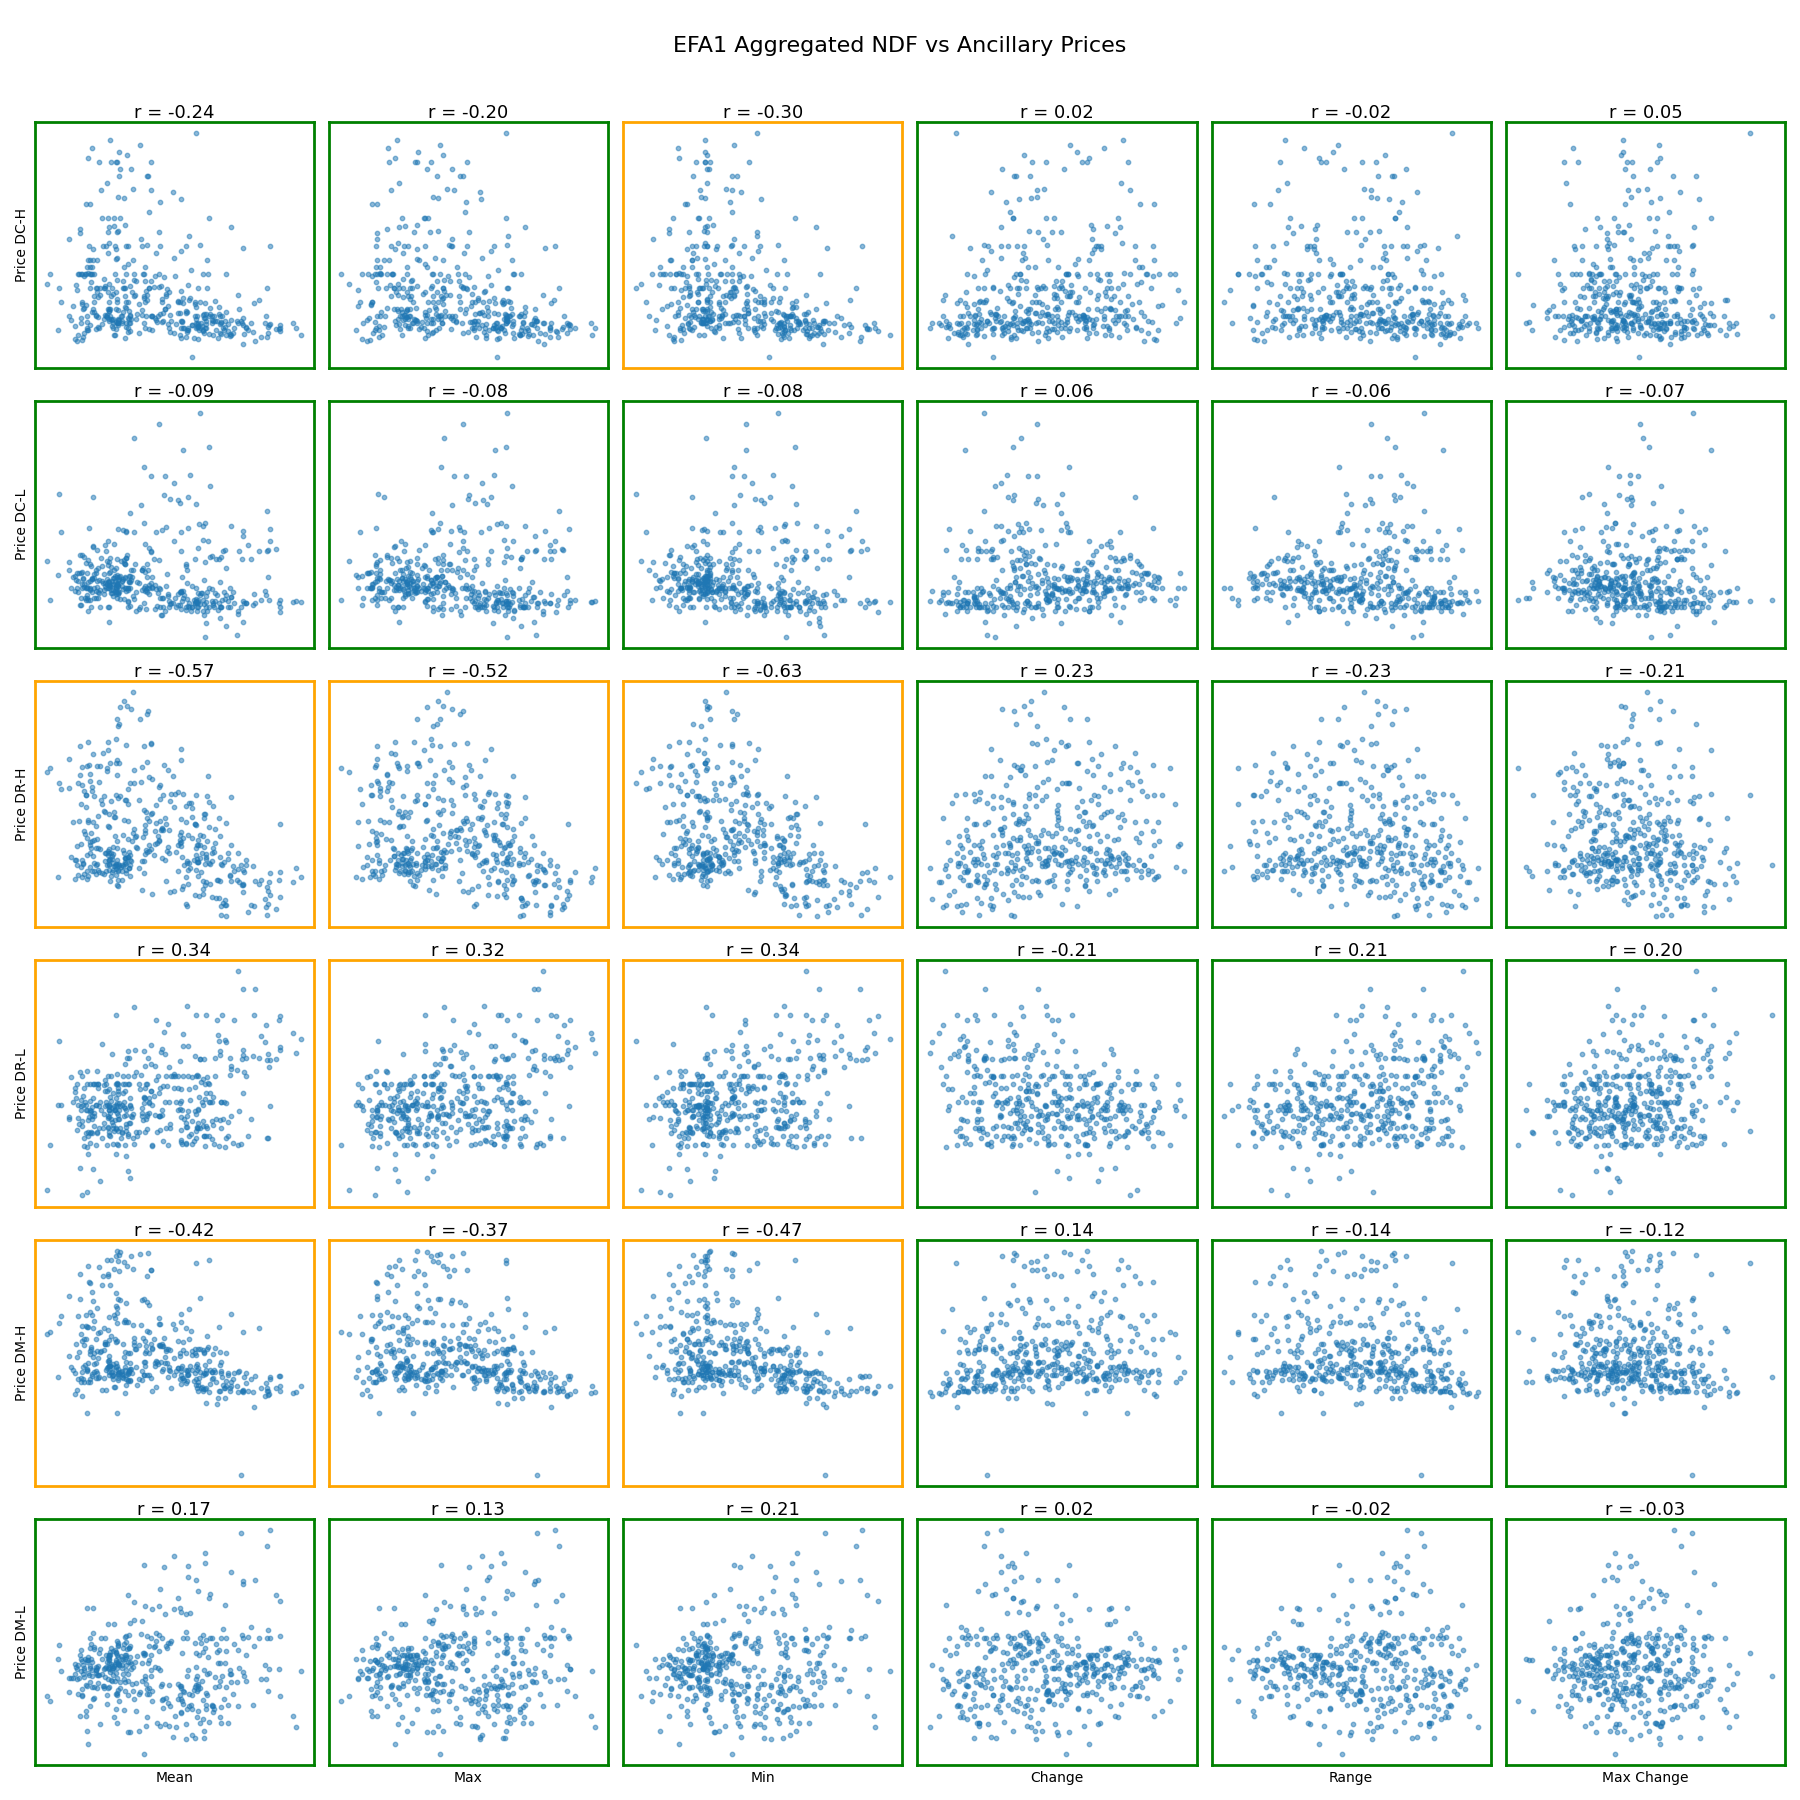 EFA1 Aggregated NDF vs Ancillary Prices
r = -0.24
r = -0.20
r = -0.30
r = 0.02
r = -0.02
r = 0.05
Price DC-H
r = -0.09
r = -0.08
r = -0.08
r = 0.06
r = -0.06
r = -0.07
Price DC-L
r = -0.57
r = -0.52
r = -0.63
r = 0.23
r = -0.23
r = -0.21
Price DR-H
r = 0.34
r = 0.32
r = 0.34
r = -0.21
r = 0.21
r = 0.20
Price DR-L
r = -0.42
r = -0.37
r = -0.47
r = 0.14
r = -0.14
r = -0.12
Price DM-H
r = 0.17
r = 0.13
r = 0.21
r = 0.02
r = -0.02
r = -0.03
Price DM-L
Mean
Max
Min
Change
Range
Max Change